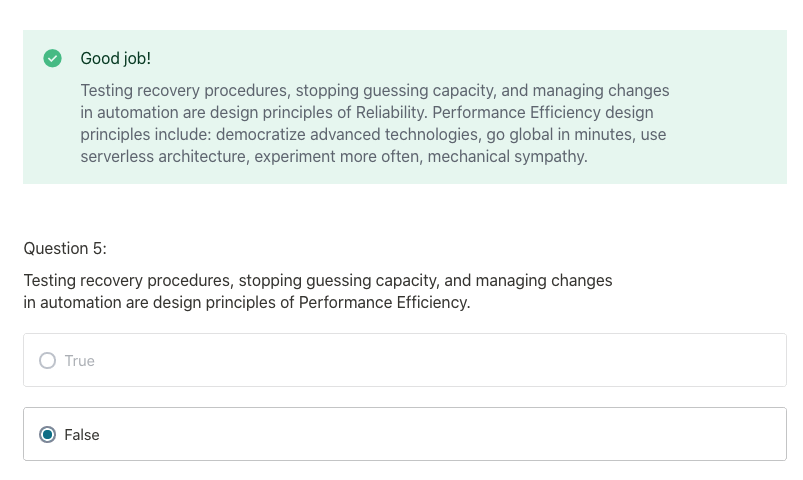 Good job!
Testing recovery procedures, stopping guessing capacity, and managing changes
in automation are design principles of Reliability. Performance Efficiency design
principles include: democratize advanced technologies, go global in minutes, use
serverless architecture, experiment more often, mechanical sympathy.
Question 5:
Testing recovery procedures, stopping guessing capacity, and managing changes
in automation are design principles of Performance Efficiency.
True
False